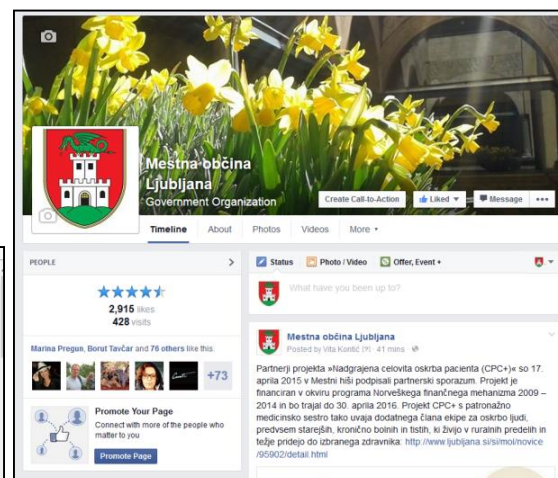 Mestna občina
Ljubljana
Government Organization
Create Call-to-Action
Liked
Message
Timeline
About
Photos
Videos
More
PEOPLE
2,915 likes
428 visits
Marina Pregun, Borut Tavčar and 76 others like this.
+73
Promote Your Page
Connect with more of the people who
matter to you
Promote Page
Status
Photo / Video
Offer, Event +
What have you been up to?
Mestna občina Ljubljana
Posted by Vita Kontić [?] · 41 mins ·
Partnerji projekta »Nadgrajena celovita oskrba pacienta (CPC+)« so 17.
aprila 2015 v Mestni hiši podpisali partnerski sporazum. Projekt je
financiran v okviru programa Norveškega finančnega mehanizma 2009 –
2014 in bo trajal do 30. aprila 2016. Projekt CPC+ s patronažno
medicinsko sestro tako uvaja dodatnega člana ekipe za oskrbo ljudi,
predvsem starejših, kronično bolnih in tistih, ki živijo v ruralnih predelih in
težje pridejo do izbranega zdravnika: http://www.ljubljana.si/si/mol/novice
/95902/detail.html